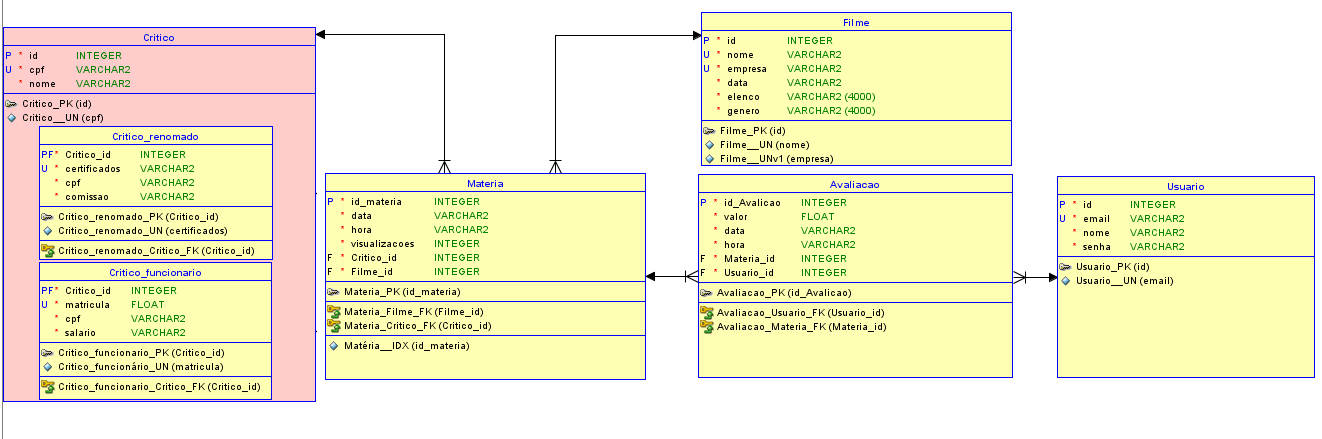 Critico
P * id INTEGER
U * cpf VARCHAR2
* nome VARCHAR2
Critico_PK (id)
Critico__UN (cpf)
Critico_renomado
PF* Critico_id INTEGER
U * certificados VARCHAR2
* cpf VARCHAR2
* comissao VARCHAR2
Critico_renomado_PK (Critico_id)
Critico_renomado_UN (certificados)
Critico_renomado_Critico_FK (Critico_id)
Critico_funcionario
PF* Critico_id INTEGER
U * matricula FLOAT
* cpf VARCHAR2
* salario VARCHAR2
Critico_funcionario_PK (Critico_id)
Critico_funcionário_UN (matricula)
Critico_funcionario_Critico_FK (Critico_id)
Materia
P * id_materia INTEGER
* data VARCHAR2
* hora VARCHAR2
* visualizacoes INTEGER
F * Critico_id INTEGER
F * Filme_id INTEGER
Materia_PK (id_materia)
Materia_Filme_FK (Filme_id)
Materia_Critico_FK (Critico_id)
Matéria__IDX (id_materia)
Filme
P * id INTEGER
U * nome VARCHAR2
U * empresa VARCHAR2
* data VARCHAR2
* elenco VARCHAR2 (4000)
* genero VARCHAR2 (4000)
Filme_PK (id)
Filme__UN (nome)
Filme__UNv1 (empresa)
Avaliacao
P * id_Avalicao INTEGER
* valor FLOAT
* data VARCHAR2
* hora VARCHAR2
F * Materia_id INTEGER
F * Usuario_id INTEGER
Avaliacao_PK (id_Avalicao)
Avaliacao_Usuario_FK (Usuario_id)
Avaliacao_Materia_FK (Materia_id)
Usuario
P * id INTEGER
U * email VARCHAR2
* nome VARCHAR2
* senha VARCHAR2
Usuario_PK (id)
Usuario__UN (email)